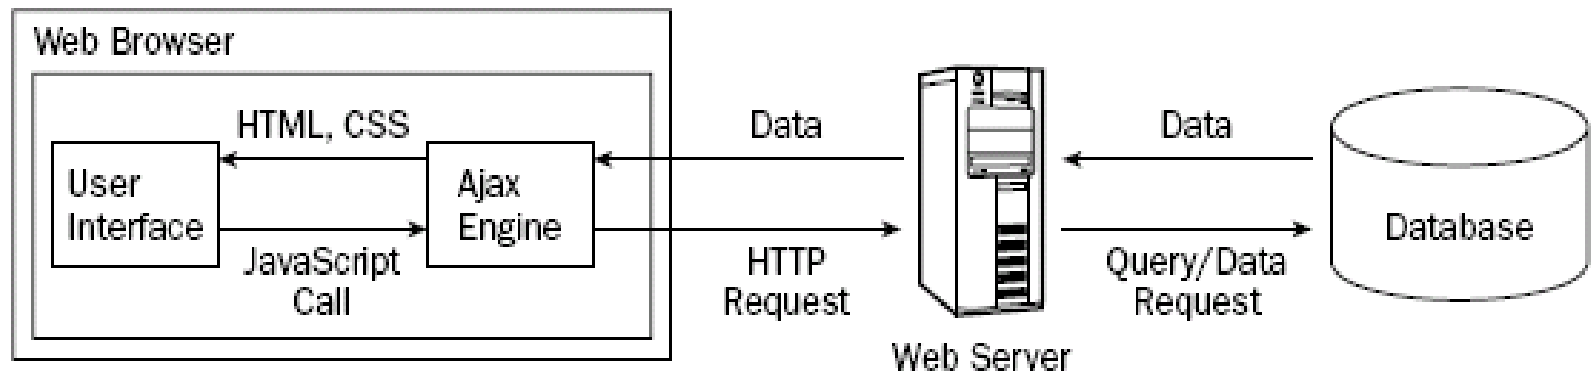 Web Browser
HTML, CSS
User
Interface
JavaScript
Call
Ajax
Engine
Data
HTTP
Request
Web Server
Data
Query/Data
Request
Database